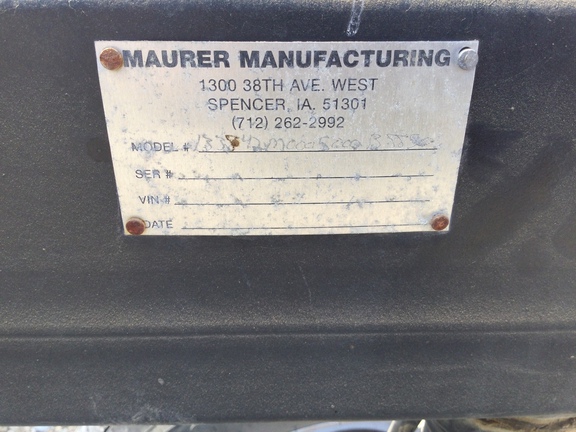 MAURER MANUFACTURING
1300 38TH AVE. WEST
SPENCER, IA. 51301
(712) 262-2992
MODEL #
SER #
VIN #
DATE